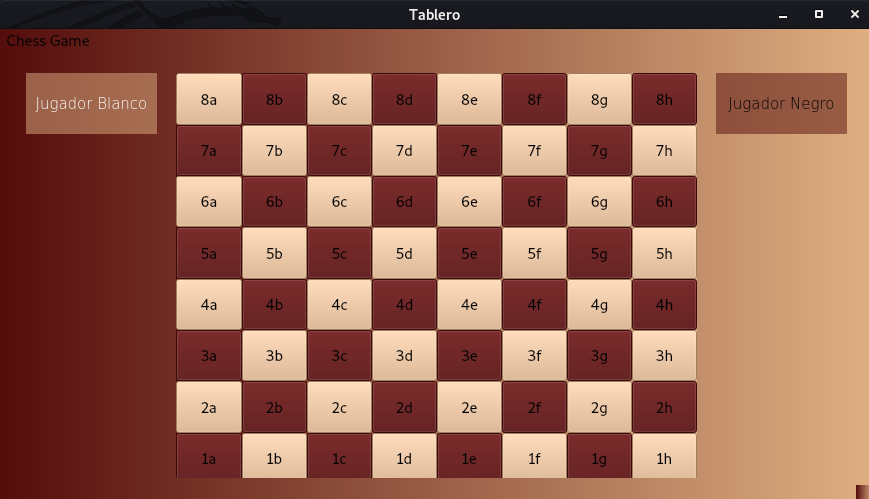 Tablero
Chess Game
Jugador Blanco
8a 8b 8c 8d 8e 8f 8g 8h
Jugador Negro
7a 7b 7c 7d 7e 7f 7g 7h
6a 6b 6c 6d 6e 6f 6g 6h
5a 5b 5c 5d 5e 5f 5g 5h
4a 4b 4c 4d 4e 4f 4g 4h
3a 3b 3c 3d 3e 3f 3g 3h
2a 2b 2c 2d 2e 2f 2g 2h
1a 1b 1c 1d 1e 1f 1g 1h